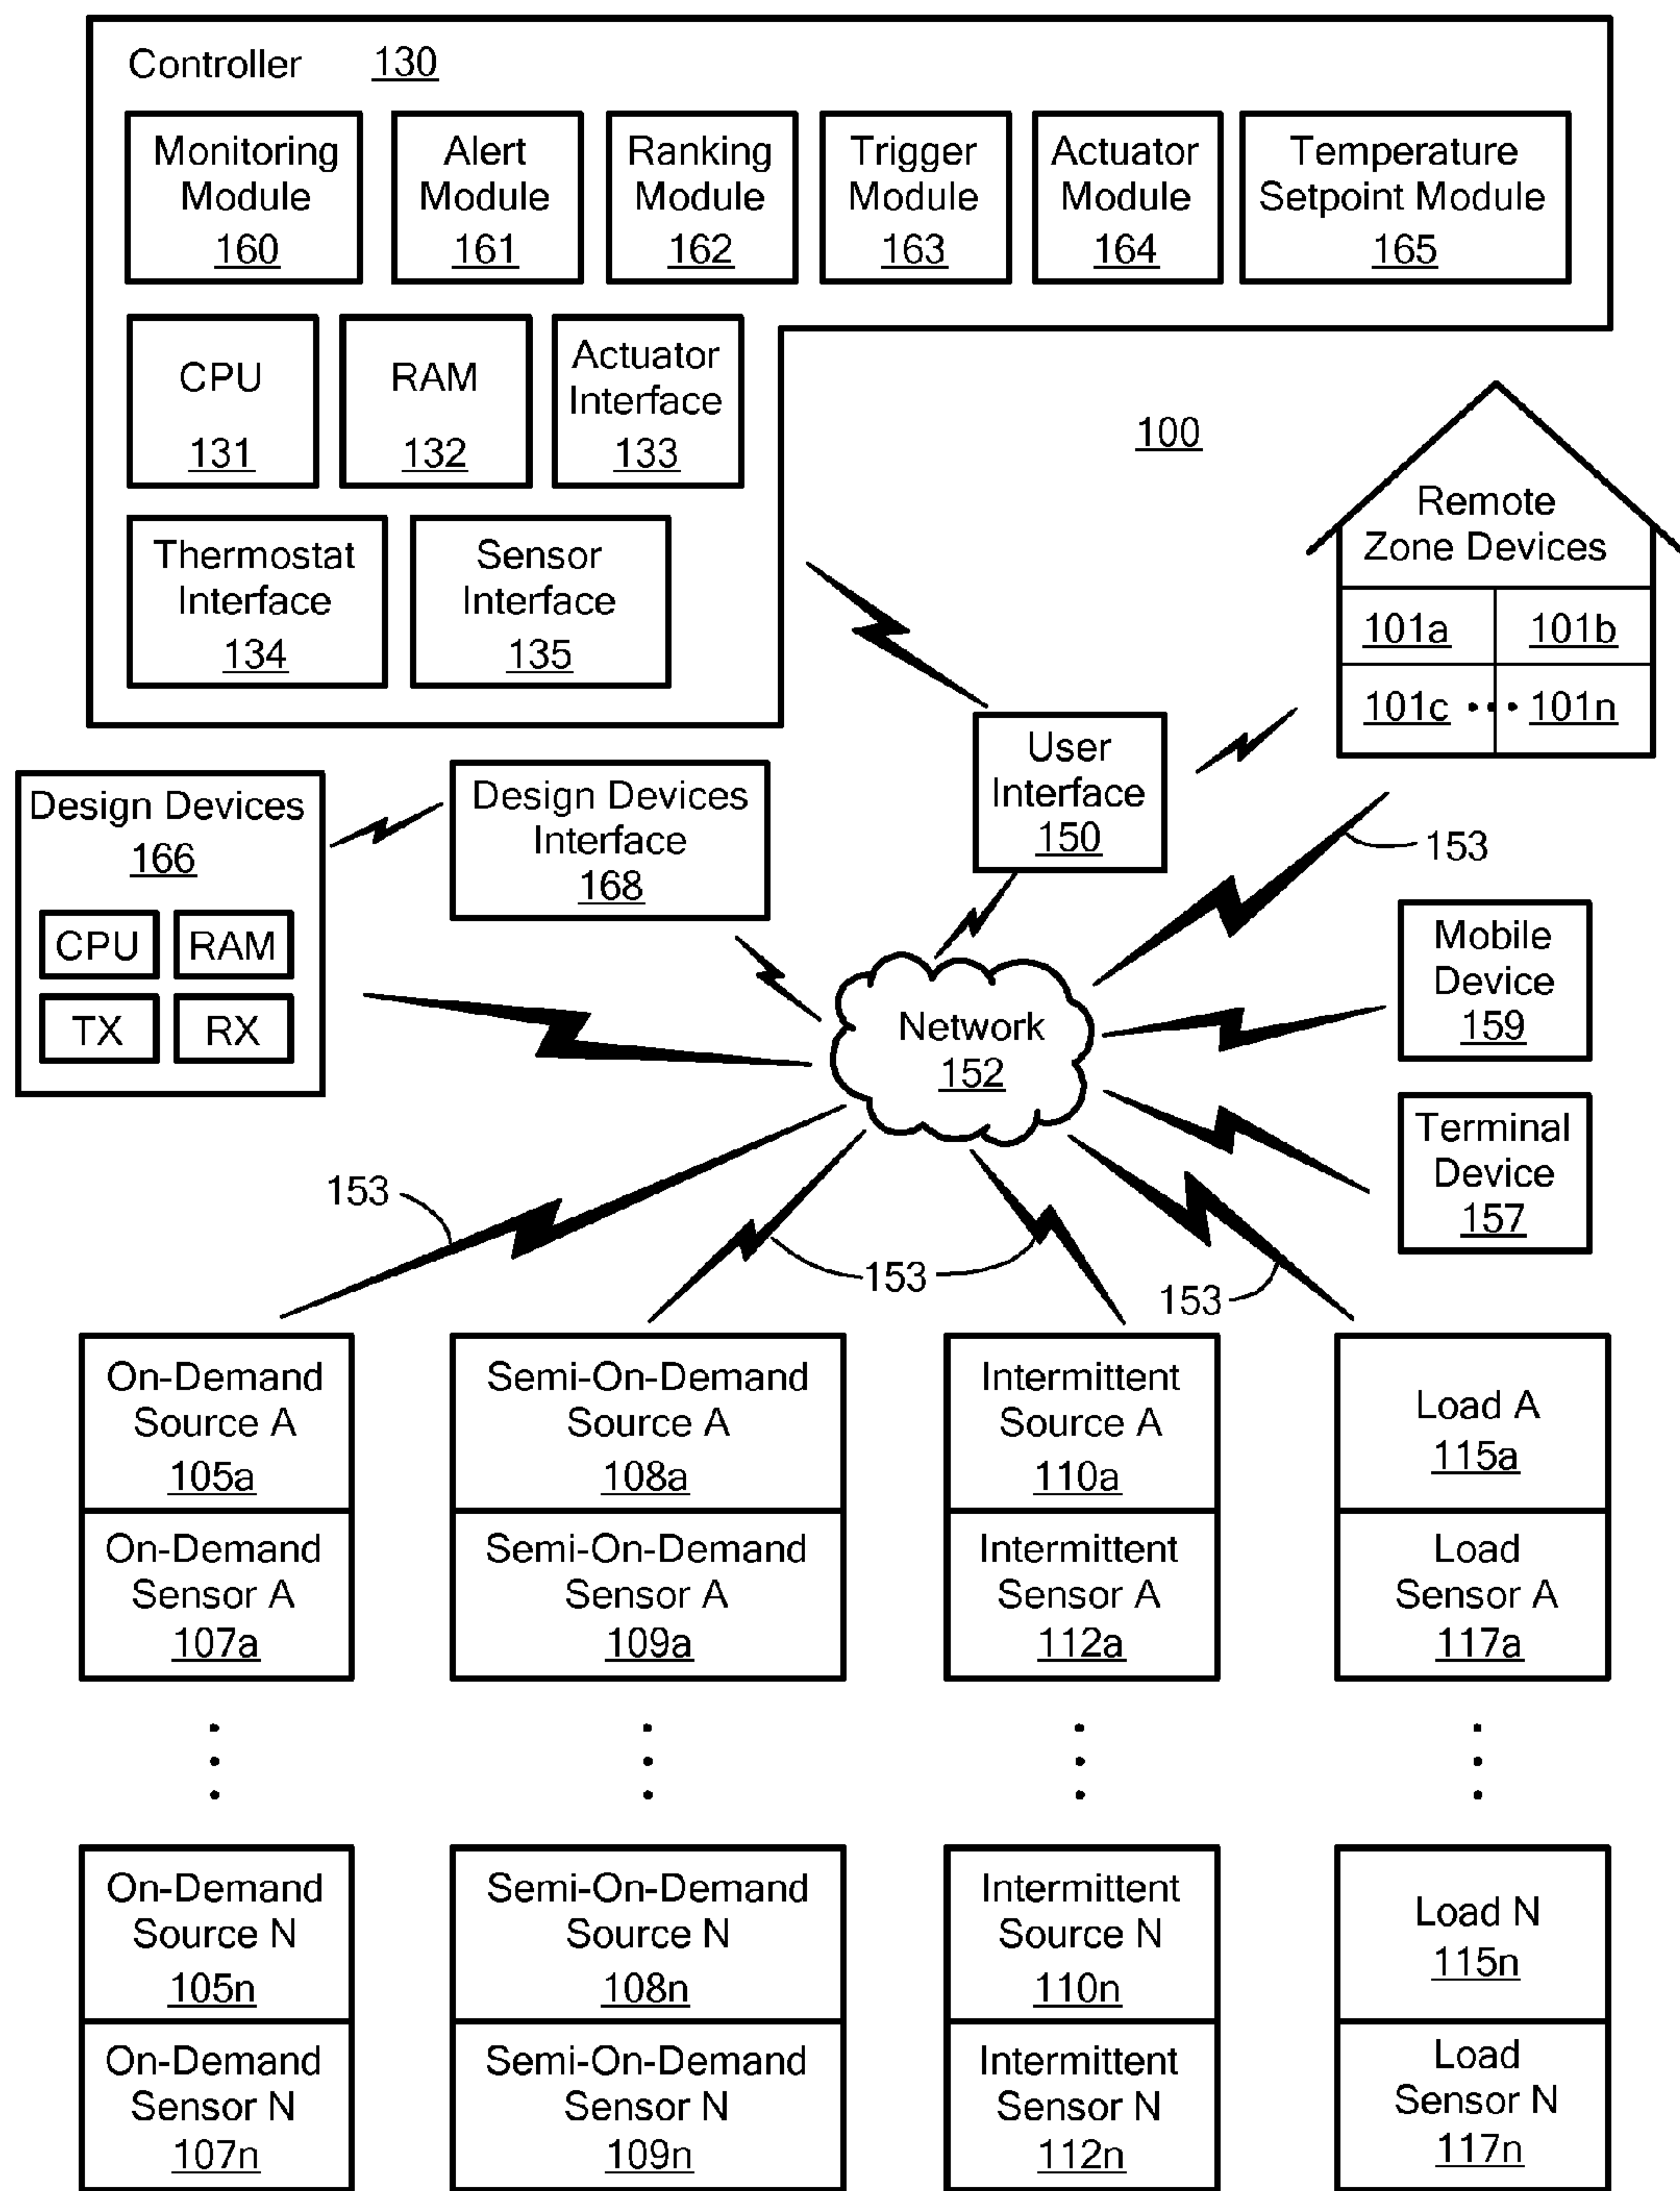 Controller 130
Monitoring
Module
160
Alert
Module
161
Ranking
Module
162
Trigger
Module
163
Actuator
Module
164
Temperature
Setpoint Module
165
CPU
131
RAM
132
Actuator
Interface
133
Thermostat
Interface
134
Sensor
Interface
135
100
Remote
Zone Devices
101a
101b
101c ••• 101n
User
Interface
150
Design Devices
166
CPU
RAM
TX
RX
Design Devices
Interface
168
153
Mobile
Device
159
Network
152
Terminal
Device
157
153
153
153
On-Demand
Source A
105a
On-Demand
Sensor A
107a
Semi-On-Demand
Source A
108a
Semi-On-Demand
Sensor A
109a
Intermittent
Source A
110a
Intermittent
Sensor A
112a
Load A
115a
Load
Sensor A
117a
On-Demand
Source N
105n
On-Demand
Sensor N
107n
Semi-On-Demand
Source N
108n
Semi-On-Demand
Sensor N
109n
Intermittent
Source N
110n
Intermittent
Sensor N
112n
Load N
115n
Load
Sensor N
117n